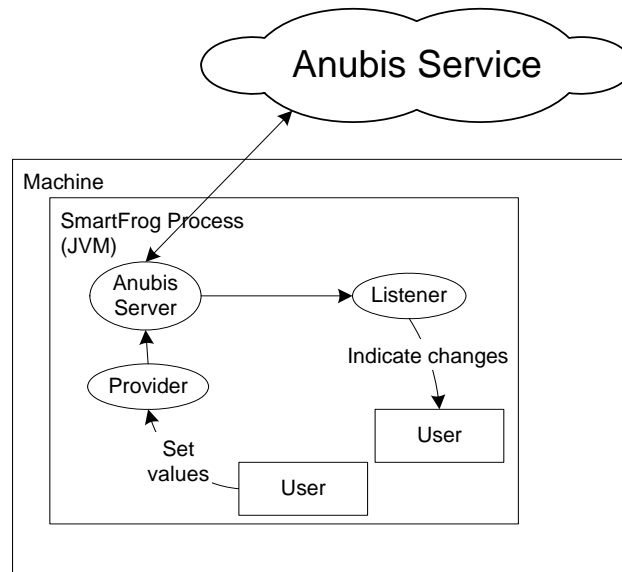 Anubis Service
Machine
SmartFrog Process
(JVM)
Anubis
Server
Listener
Indicate changes
Provider
User
Set
values
User